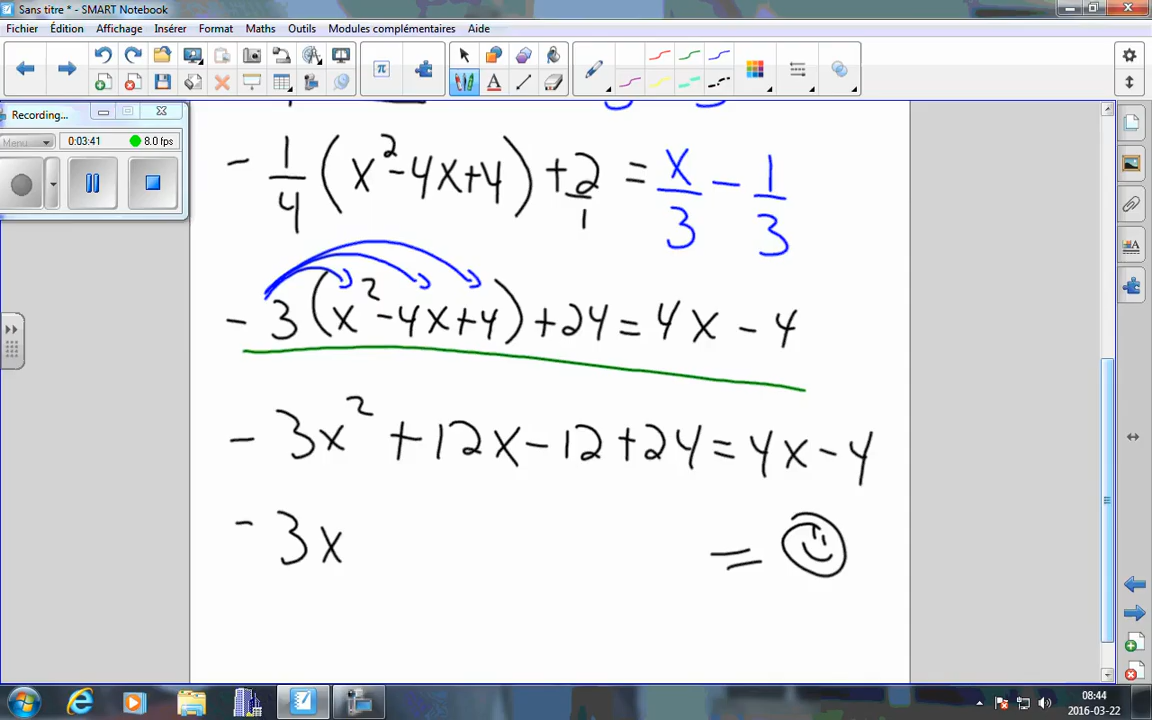 Sans titre * - SMART Notebook
Fichier Édition Affichage Insérer Format Maths Outils Modules complémentaires Aide
Recording...
Menu
0:03:41 8.0 fps
- 1/4 (x²-4x+4) + 2/1 = x/3 - 1/3
- 3(x²-4x+4) + 24 = 4x - 4
- 3x² + 12x - 12 + 24 = 4x - 4
- 3x =
08:44
2016-03-22